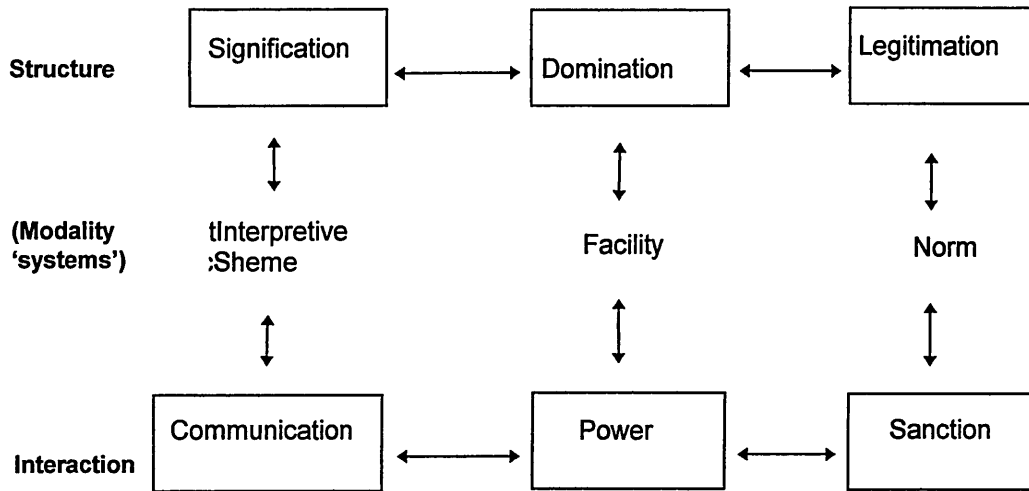 Structure
Signification
Domination
Legitimation
(Modality
‘systems’)
tInterpretive
:Sheme
Facility
Norm
Interaction
Communication
Power
Sanction